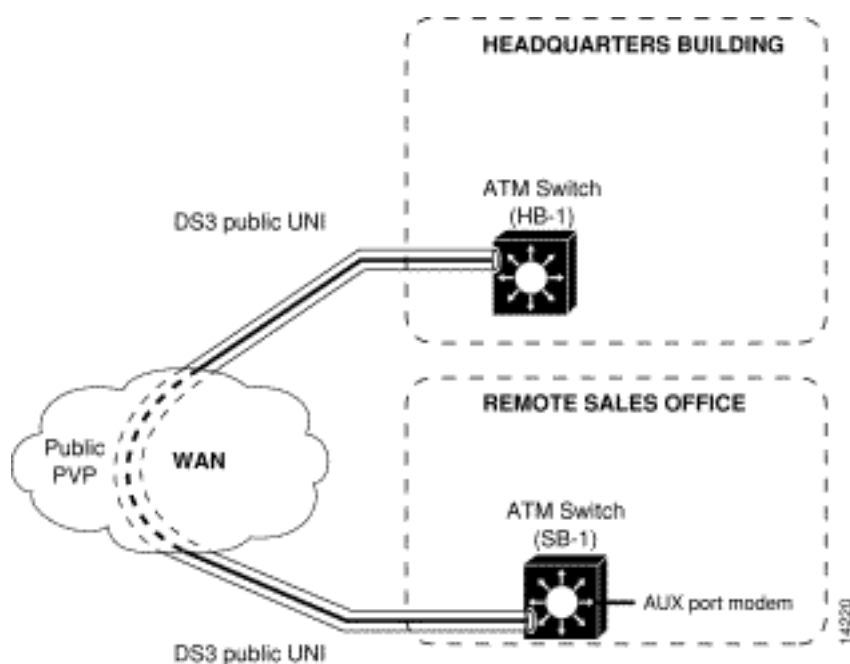 HEADQUARTERS BUILDING
ATM Switch
(HB-1)
DS3 public UNI
Public
PVP
WAN
REMOTE SALES OFFICE
ATM Switch
(SB-1)
AUX port modem
DS3 public UNI
14220